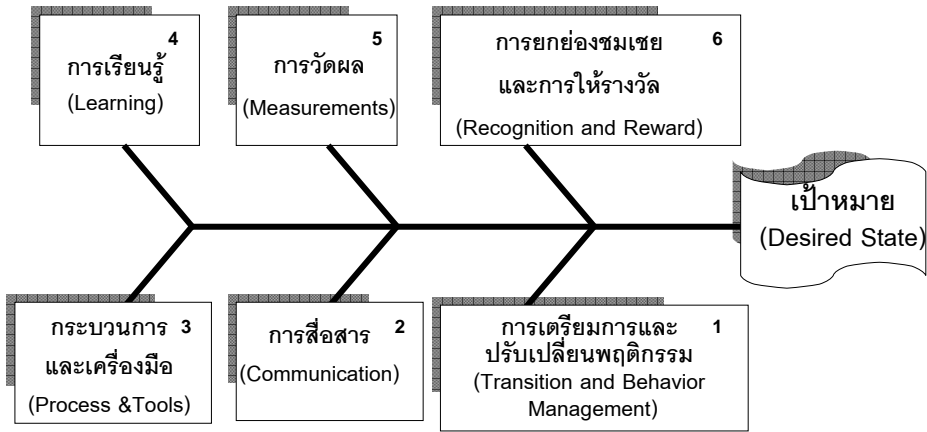 4
การเรียนรู้
(Learning)
5
การวัดผล
(Measurements)
การยกย่องชมเชย 6
และการให้รางวัล
(Recognition and Reward)
เป้าหมาย
(Desired State)
กระบวนการ 3
และเครื่องมือ
(Process &Tools)
การสื่อสาร 2
(Communication)
การเตรียมการและ 1
ปรับเปลี่ยนพฤติกรรม
(Transition and Behavior
Management)